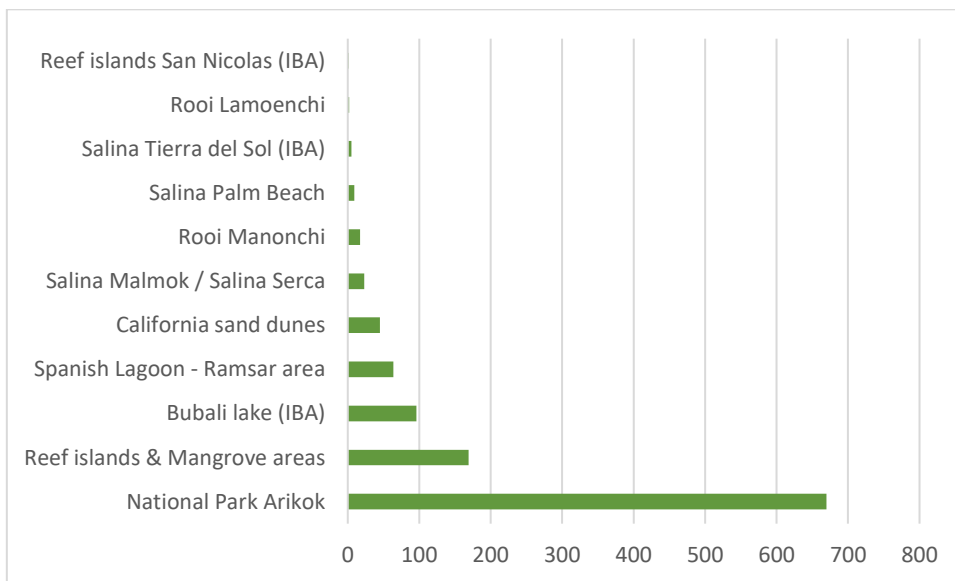 Reef islands San Nicolas (IBA)
Rooi Lamoenchi
Salina Tierra del Sol (IBA)
Salina Palm Beach
Rooi Manonchi
Salina Malmok / Salina Serca
California sand dunes
Spanish Lagoon - Ramsar area
Bubali lake (IBA)
Reef islands & Mangrove areas
National Park Arikok
0 100 200 300 400 500 600 700 800